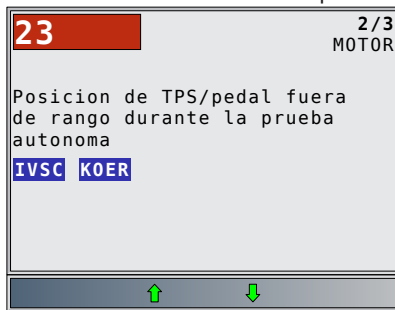 23
2/3
MOTOR
Posicion de TPS/pedal fuera
de rango durante la prueba
autonoma
IVSC KOER